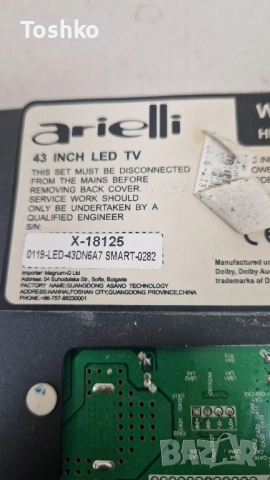 Toshko
arielli
43 INCH LED TV
THIS SET MUST BE DISCONNECTED
FROM THE MAINS BEFORE
REMOVING BACK COVER.
SERVICE WORK SHOULD
ONLY BE UNDERTAKEN BY A
QUALIFIED ENGINEER
S/N:
X-18125
0119-LED-43DN6A7 SMART-0282
Importer: Magnum-D Ltd
Address: 54 Suhodolska Str., Sofia, Bulgaria
FACTORY NAME:GUANGDONG ASANO TECHNOLOGY
ADDRESS:NANHAI,FOSHAN CITY,GUANGDONG PROVINCE,CHINA
PHONE:+86-757-85230001
W
H
CE
Manufactured un
Dolby, Dolby Au
trademarks of D
bazar